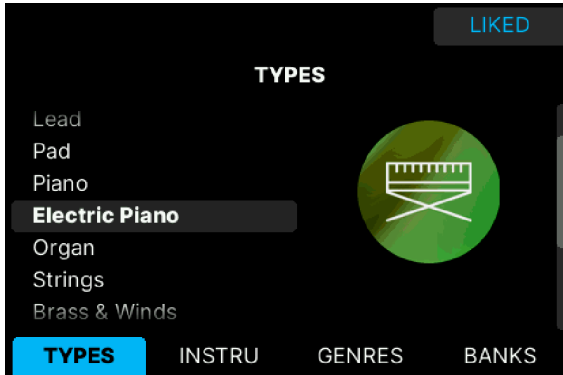 LIKED
TYPES
Lead
Pad
Piano
Electric Piano
Organ
Strings
Brass & Winds
TYPES INSTRU GENRES BANKS